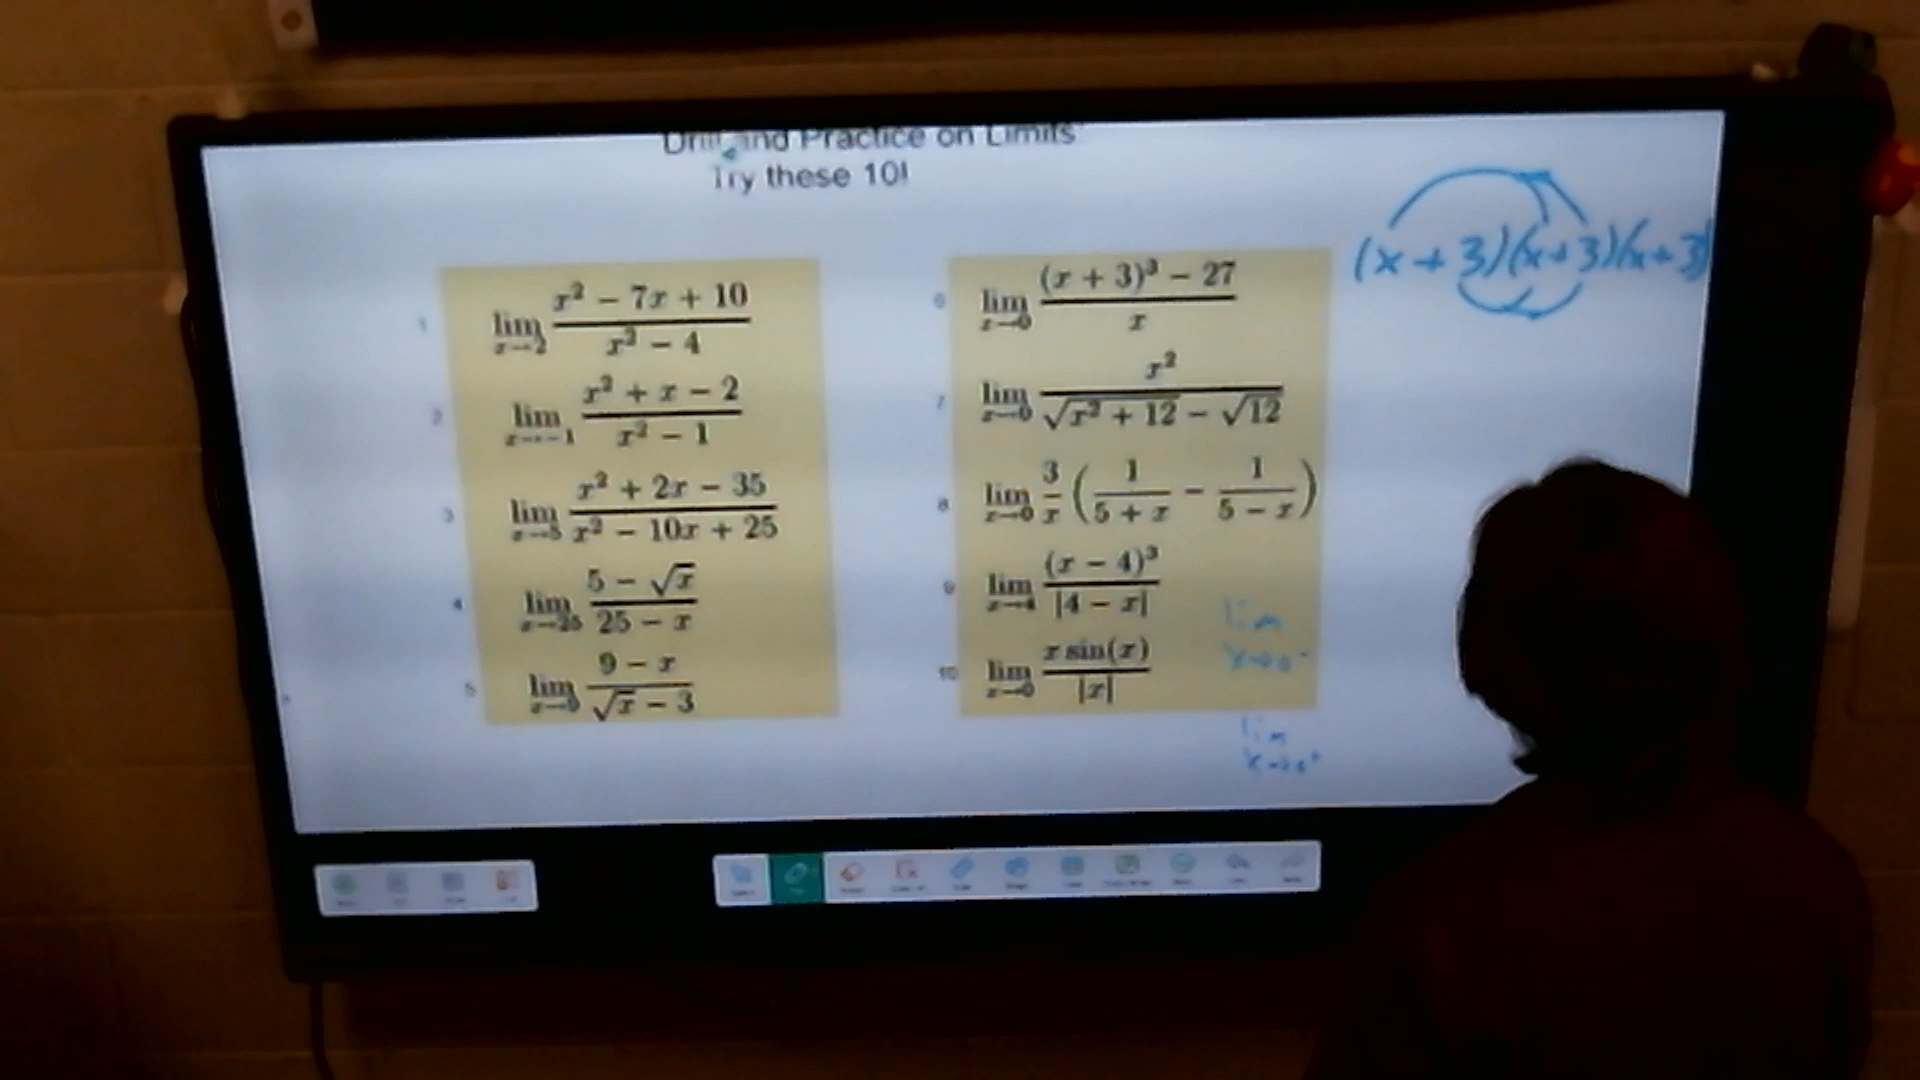 Drill and Practice on Limits
Try these 10!
1 lim x→2 (x² − 7x + 10)/(x² − 4)
2 lim x→−1 (x² + x − 2)/(x² − 1)
3 lim x→5 (x² + 2x − 35)/(x² − 10x + 25)
4 lim x→25 (5 − √x)/(25 − x)
5 lim x→9 (9 − x)/(√x − 3)
6 lim x→0 ((x + 3)³ − 27)/x
7 lim x→0 x²/(√(x² + 12) − √12)
8 lim x→0 3/x (1/(5 + x) − 1/(5 − x))
9 lim x→4 (x − 4)³/|4 − x|
10 lim x→0 x sin(x)/|x|
(x + 3)(x + 3)(x + 3)
lim
x→0⁻
lim
x→0⁺